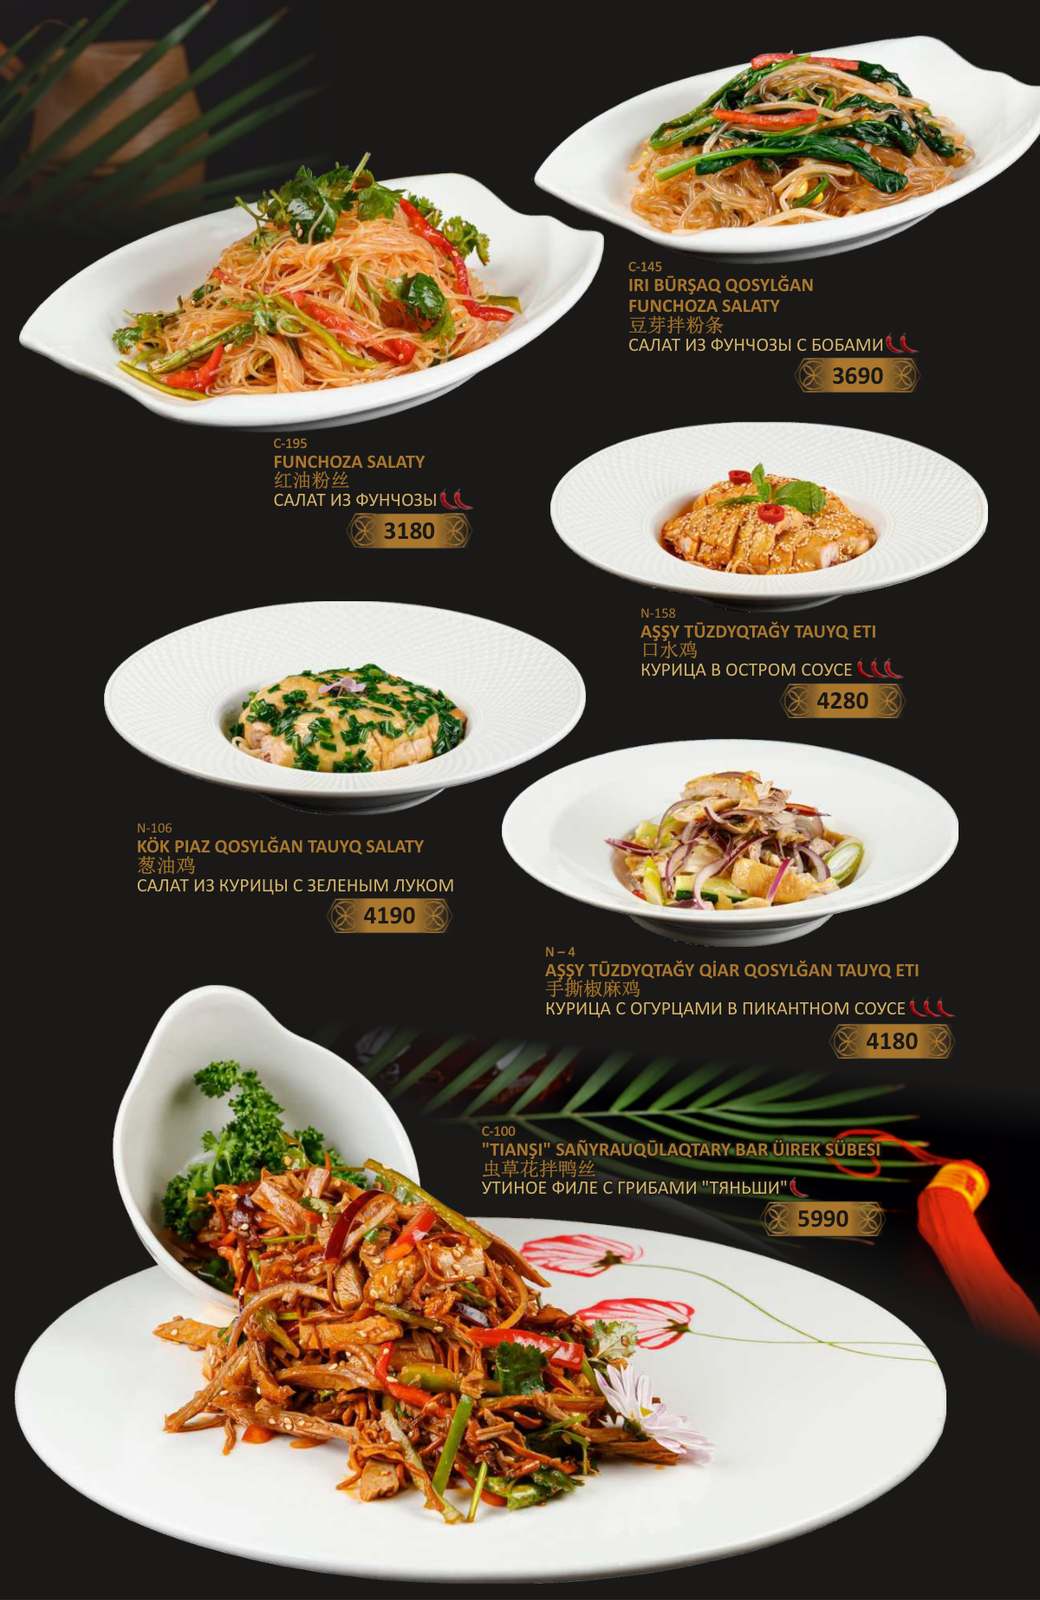 C-145
IRI BŪRŞAQ QOSYLĞAN
FUNCHOZA SALATY
豆芽拌粉条
САЛАТ ИЗ ФУНЧОЗЫ С БОБАМИ
3690
C-195
FUNCHOZA SALATY
红油粉丝
САЛАТ ИЗ ФУНЧОЗЫ
3180
N-158
AŞŞY TŪZDYQTAĞY TAUYQ ETI
口水鸡
КУРИЦА В ОСТРОМ СОУСЕ
4280
N-106
KÖK PIAZ QOSYLĞAN TAUYQ SALATY
葱油鸡
САЛАТ ИЗ КУРИЦЫ С ЗЕЛЕНЫМ ЛУКОМ
4190
N – 4
AŞŞY TŪZDYQTAĞY QİAR QOSYLĞAN TAUYQ ETI
手撕椒麻鸡
КУРИЦА С ОГУРЦАМИ В ПИКАНТНОМ СОУСЕ
4180
C-100
"TIANŞI" SAÑYRAUQŪLAQTARY BAR ÜIREK SÜBESI
虫草花拌鸭丝
УТИНОЕ ФИЛЕ С ГРИБАМИ "ТЯНЬШИ"
5990